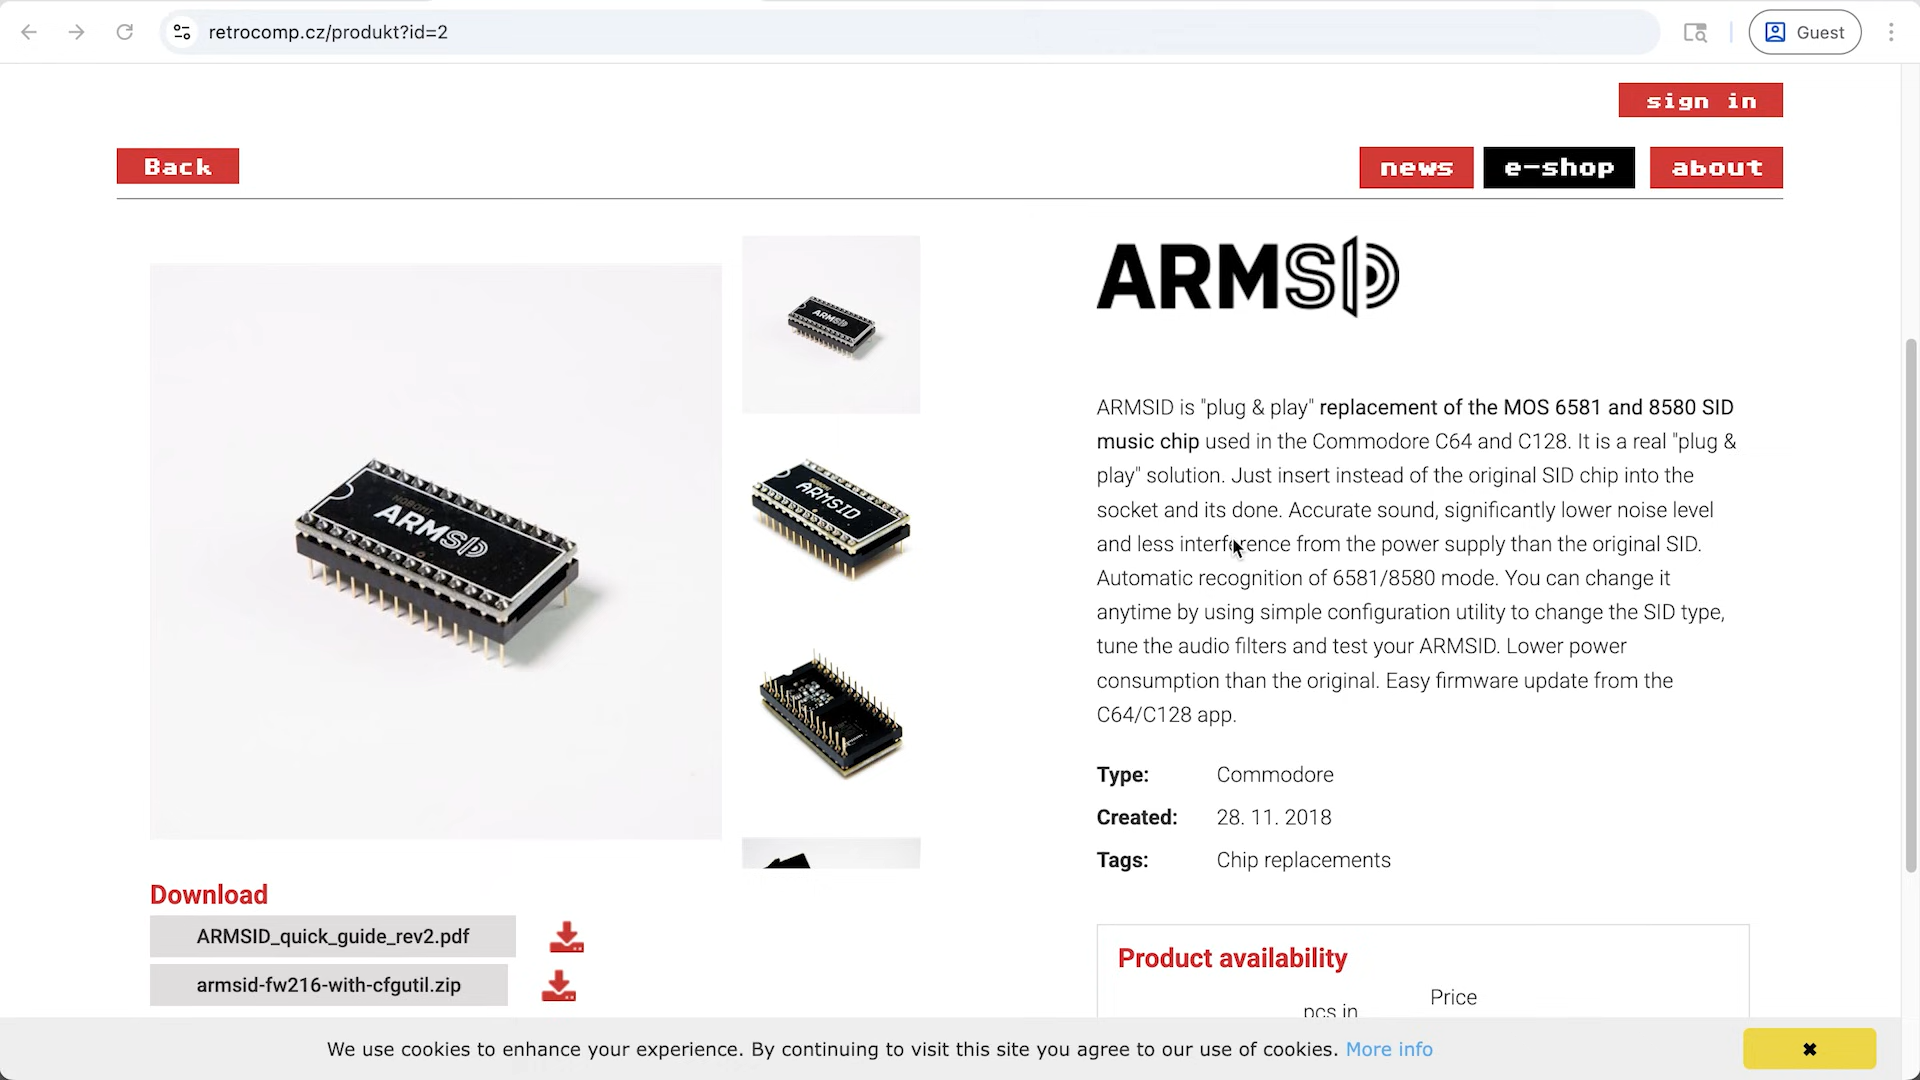 retrocomp.cz/produkt?id=2
Guest
sign in
Back
news
e-shop
about
ARMSID
ARMSID
ARMSID
NOBOMI
ARMSID
ARMSID is "plug & play" replacement of the MOS 6581 and 8580 SID
music chip used in the Commodore C64 and C128. It is a real "plug &
play" solution. Just insert instead of the original SID chip into the
socket and its done. Accurate sound, significantly lower noise level
and less interference from the power supply than the original SID.
Automatic recognition of 6581/8580 mode. You can change it
anytime by using simple configuration utility to change the SID type,
tune the audio filters and test your ARMSID. Lower power
consumption than the original. Easy firmware update from the
C64/C128 app.
Type: Commodore
Created: 28. 11. 2018
Tags: Chip replacements
Download
ARMSID_quick_guide_rev2.pdf
armsid-fw216-with-cfgutil.zip
Product availability
pcs in
Price
We use cookies to enhance your experience. By continuing to visit this site you agree to our use of cookies. More info